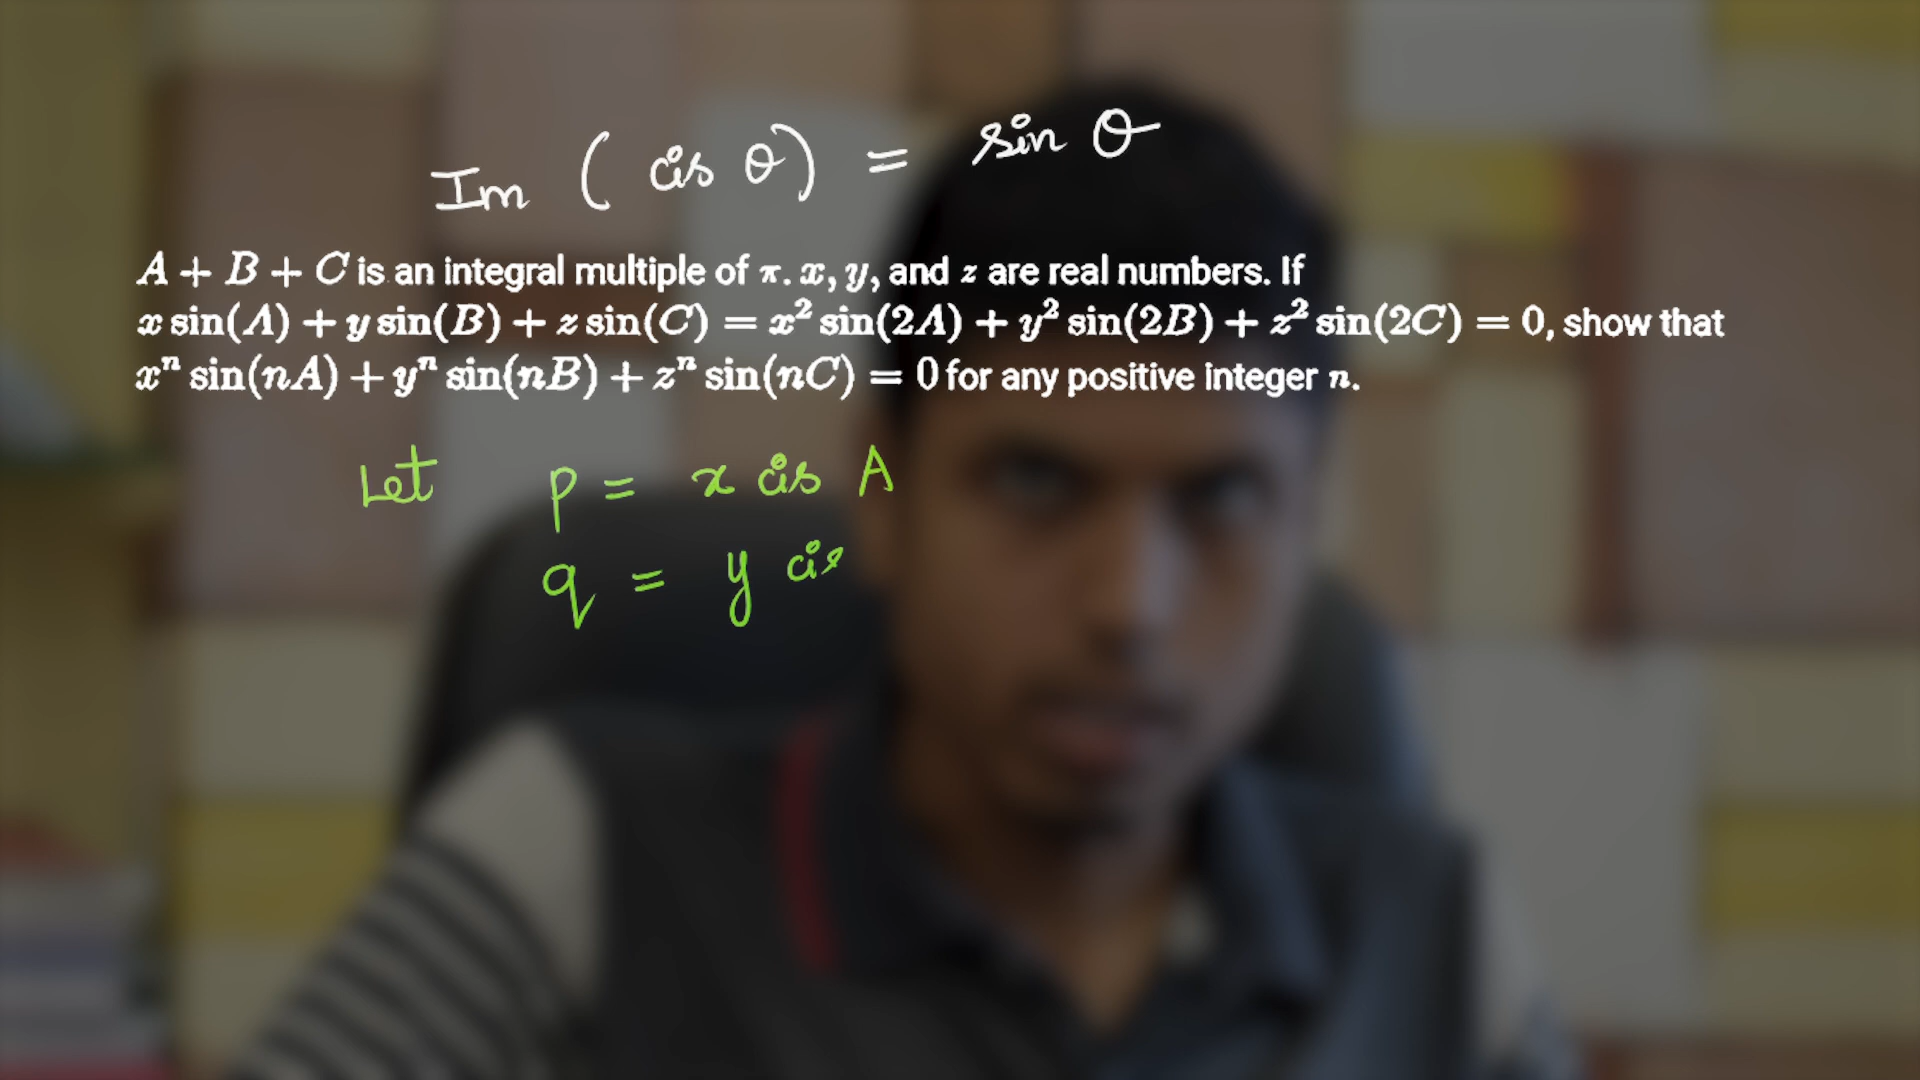 Im ( cis θ ) = sin θ
A + B + C is an integral multiple of π. x, y, and z are real numbers. If
x sin(A) + y sin(B) + z sin(C) = x² sin(2A) + y² sin(2B) + z² sin(2C) = 0, show that
xⁿ sin(nA) + yⁿ sin(nB) + zⁿ sin(nC) = 0 for any positive integer n.
Let p = x cis A
q = y cis